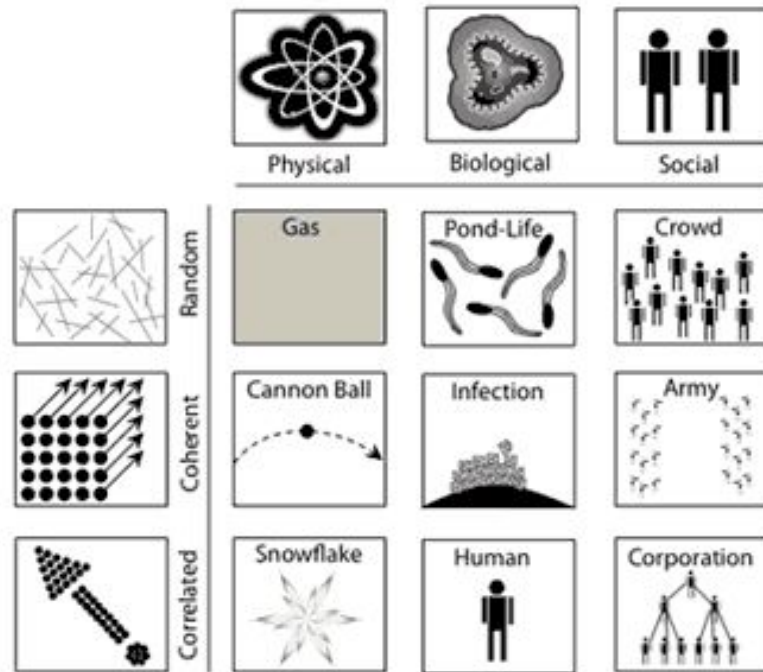 Physical
Biological
Social
Random
Gas
Pond-Life
Crowd
Coherent
Cannon Ball
Infection
Army
Correlated
Snowflake
Human
Corporation